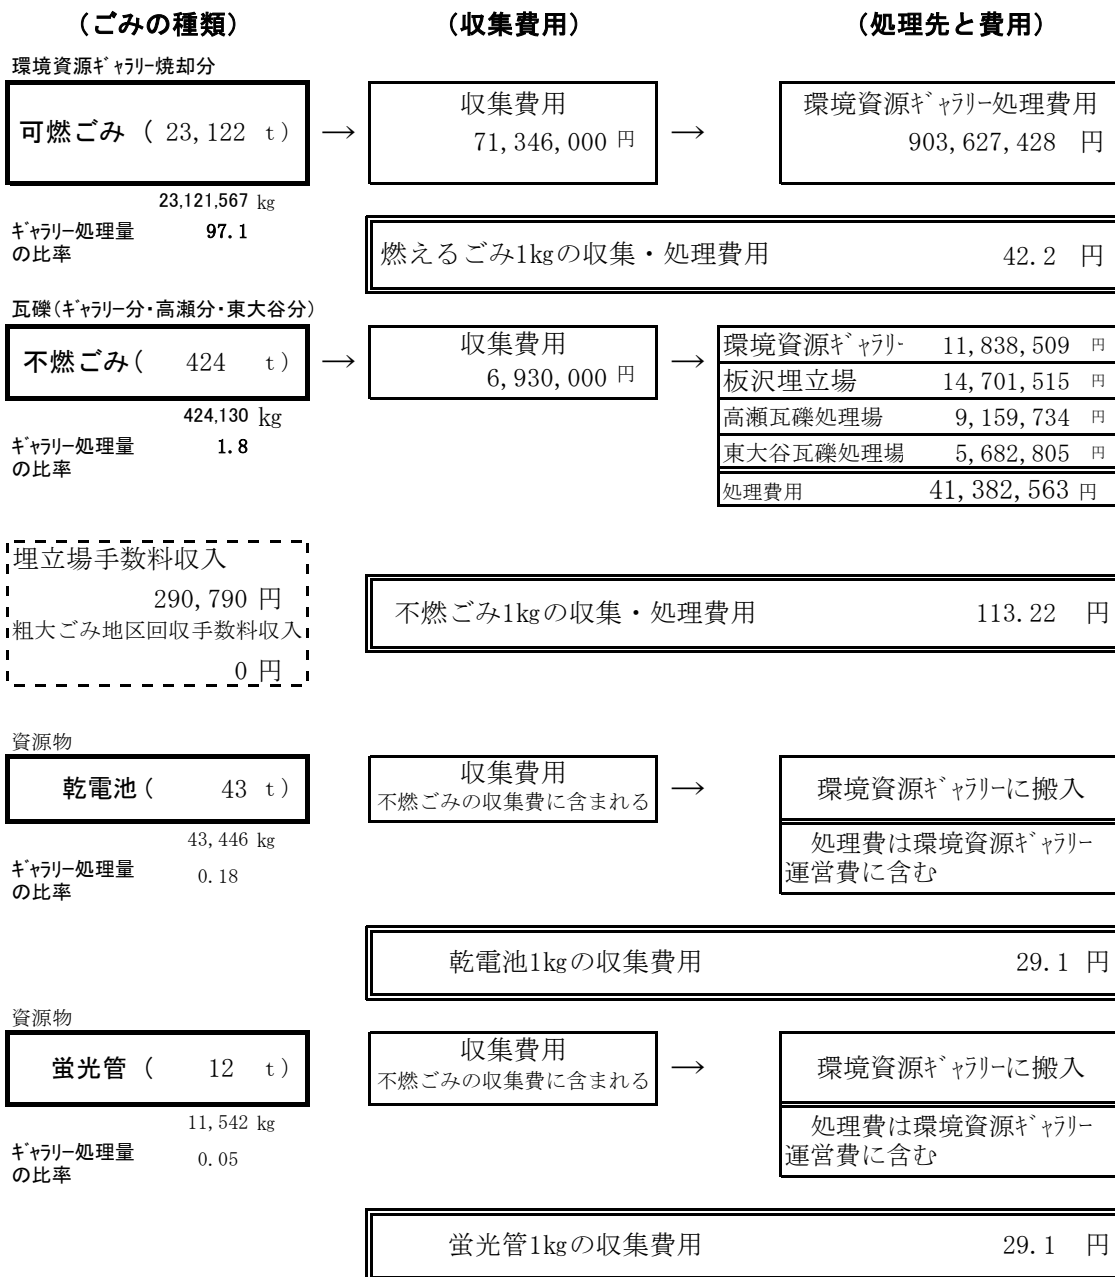 （ごみの種類） （収集費用） （処理先と費用）
環境資源ギャラリー焼却分
可燃ごみ （ 23,122 t） → 収集費用 71,346,000 円 → 環境資源ギャラリー処理費用 903,627,428 円
23,121,567 kg
ギャラリー処理量の比率 97.1
燃えるごみ1kgの収集・処理費用 42.2 円
瓦礫（ギャラリー分・高瀬分・東大谷分）
不燃ごみ（ 424 t） → 収集費用 6,930,000 円 →
環境資源ギャラリー 11,838,509 円
板沢埋立場 14,701,515 円
高瀬瓦礫処理場 9,159,734 円
東大谷瓦礫処理場 5,682,805 円
処理費用 41,382,563 円
424,130 kg
ギャラリー処理量の比率 1.8
埋立場手数料収入
290,790 円
粗大ごみ地区回収手数料収入
0 円
不燃ごみ1kgの収集・処理費用 113.22 円
資源物
乾電池（ 43 t） 収集費用 不燃ごみの収集費に含まれる → 環境資源ギャラリーに搬入
処理費は環境資源ギャラリー
運営費に含む
43,446 kg
ギャラリー処理量の比率 0.18
乾電池1kgの収集費用 29.1 円
資源物
蛍光管 （ 12 t） 収集費用 不燃ごみの収集費に含まれる → 環境資源ギャラリーに搬入
処理費は環境資源ギャラリー
運営費に含む
11,542 kg
ギャラリー処理量の比率 0.05
蛍光管1kgの収集費用 29.1 円